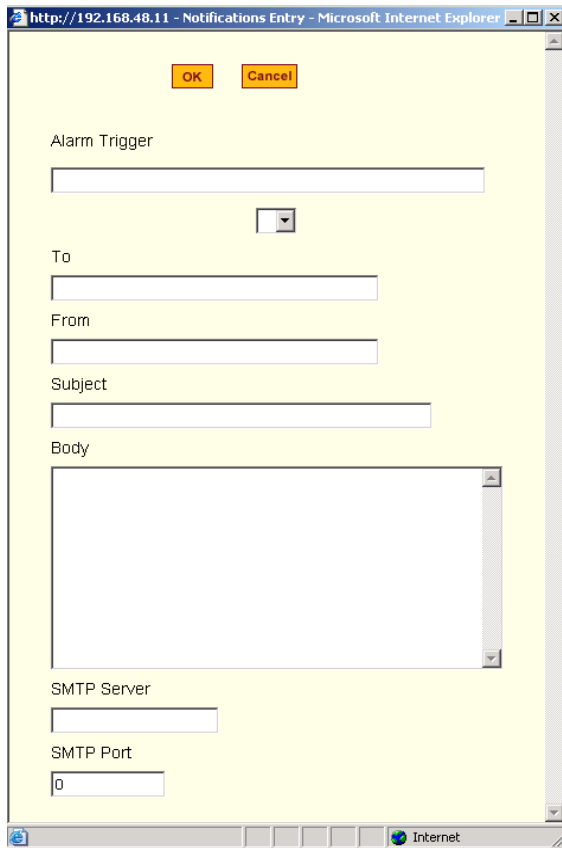 http://192.168.48.11 - Notifications Entry - Microsoft Internet Explorer
OK Cancel
Alarm Trigger
To
From
Subject
Body
SMTP Server
SMTP Port
0
Internet